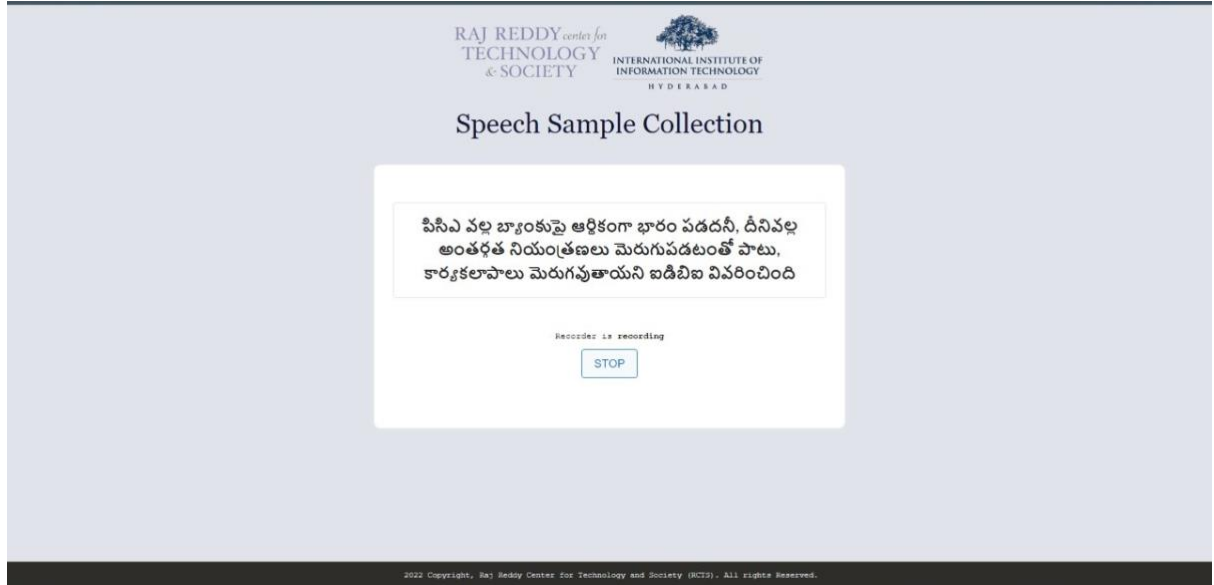 RAJ REDDY center for
TECHNOLOGY
& SOCIETY
INTERNATIONAL INSTITUTE OF
INFORMATION TECHNOLOGY
HYDERABAD
Speech Sample Collection
పిసిఎ వల్ల బ్యాంకుపై ఆర్థికంగా భారం పడదనీ, దీనివల్ల
అంతర్గత నియంత్రణలు మెరుగుపడటంతో పాటు,
కార్యకలాపాలు మెరుగవుతాయని ఐడిబిఐ వివరించింది
Recorder is recording
STOP
2022 Copyright, Raj Reddy Center for Technology and Society (RCTS). All rights Reserved.